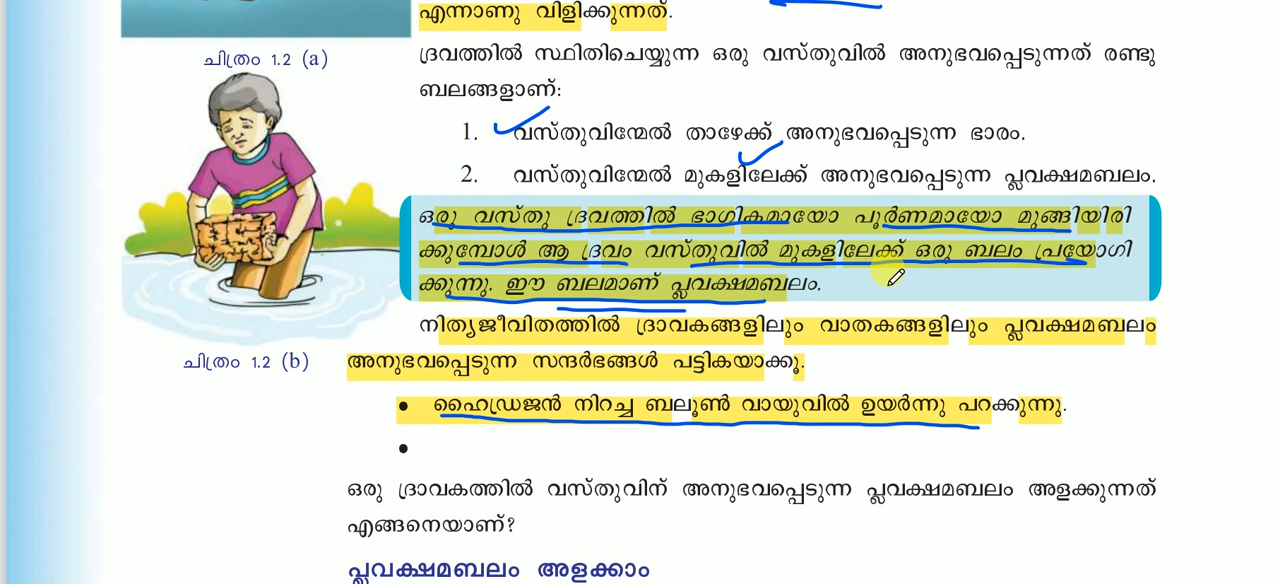 എന്നാണു വിളിക്കുന്നത്.
ദ്രവത്തിൽ സ്ഥിതിചെയ്യുന്ന ഒരു വസ്തുവിൽ അനുഭവപ്പെടുന്നത് രണ്ടു
ബലങ്ങളാണ്:
1. വസ്തുവിന്മേൽ താഴേക്ക് അനുഭവപ്പെടുന്ന ഭാരം.
2. വസ്തുവിന്മേൽ മുകളിലേക്ക് അനുഭവപ്പെടുന്ന പ്ലവക്ഷമബലം.
ഒരു വസ്തു ദ്രവത്തിൽ ഭാഗികമായോ പൂർണമായോ മുങ്ങിയിരി
ക്കുമ്പോൾ ആ ദ്രവം വസ്തുവിൽ മുകളിലേക്ക് ഒരു ബലം പ്രയോഗി
ക്കുന്നു. ഈ ബലമാണ് പ്ലവക്ഷമബലം.
നിത്യജീവിതത്തിൽ ദ്രാവകങ്ങളിലും വാതകങ്ങളിലും പ്ലവക്ഷമബലം
അനുഭവപ്പെടുന്ന സന്ദർഭങ്ങൾ പട്ടികയാക്കൂ.
• ഹൈഡ്രജൻ നിറച്ച ബലൂൺ വായുവിൽ ഉയർന്നു പറക്കുന്നു.
•
ഒരു ദ്രാവകത്തിൽ വസ്തുവിന് അനുഭവപ്പെടുന്ന പ്ലവക്ഷമബലം അളക്കുന്നത്
എങ്ങനെയാണ്?
പ്ലവക്ഷമബലം അളക്കാം
ചിത്രം 1.2 (a)
ചിത്രം 1.2 (b)